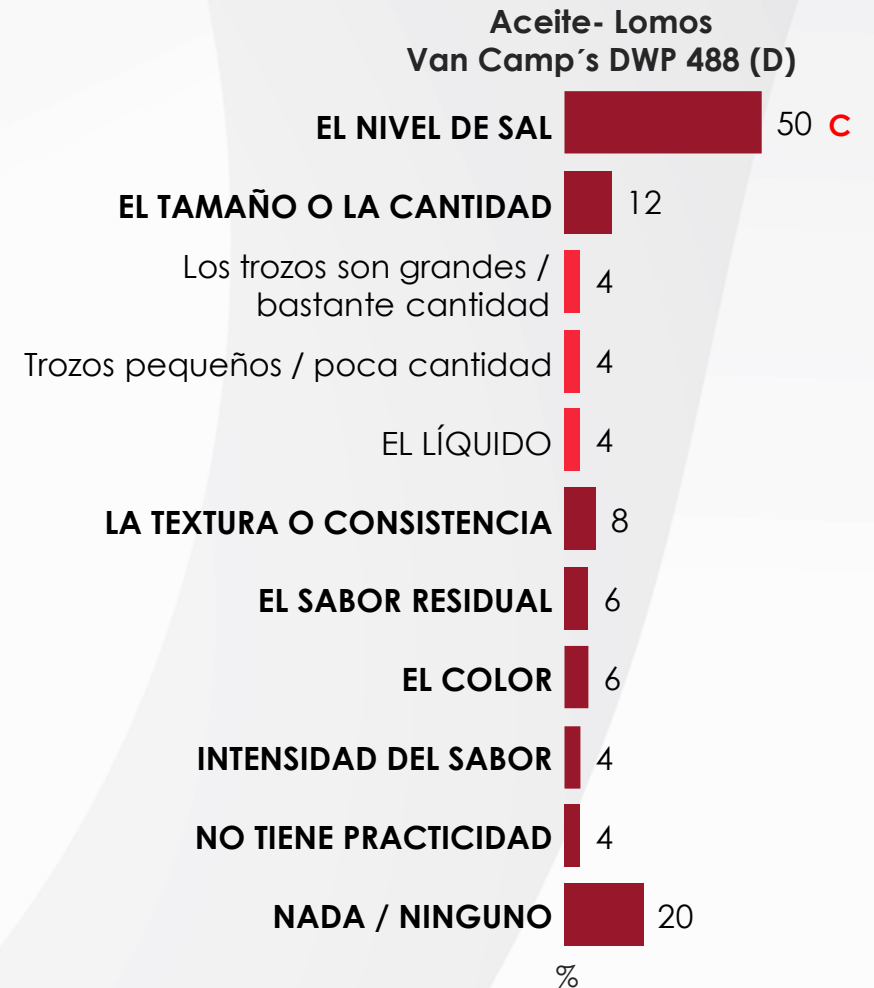 Aceite- Lomos
Van Camp´s DWP 488 (D)
EL NIVEL DE SAL 50 C
EL TAMAÑO O LA CANTIDAD 12
Los trozos son grandes /
bastante cantidad 4
Trozos pequeños / poca cantidad 4
EL LÍQUIDO 4
LA TEXTURA O CONSISTENCIA 8
EL SABOR RESIDUAL 6
EL COLOR 6
INTENSIDAD DEL SABOR 4
NO TIENE PRACTICIDAD 4
NADA / NINGUNO 20
%